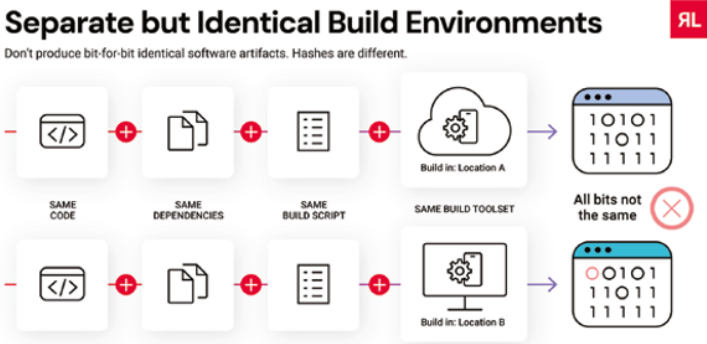 Separate but Identical Build Environments
ЯL
Don't produce bit-for-bit identical software artifacts. Hashes are different.
</>
Build in: Location A
10101
11011
11111
SAME CODE
SAME DEPENDENCIES
SAME BUILD SCRIPT
SAME BUILD TOOLSET
All bits not
the same
</>
Build in: Location B
00101
11011
11111